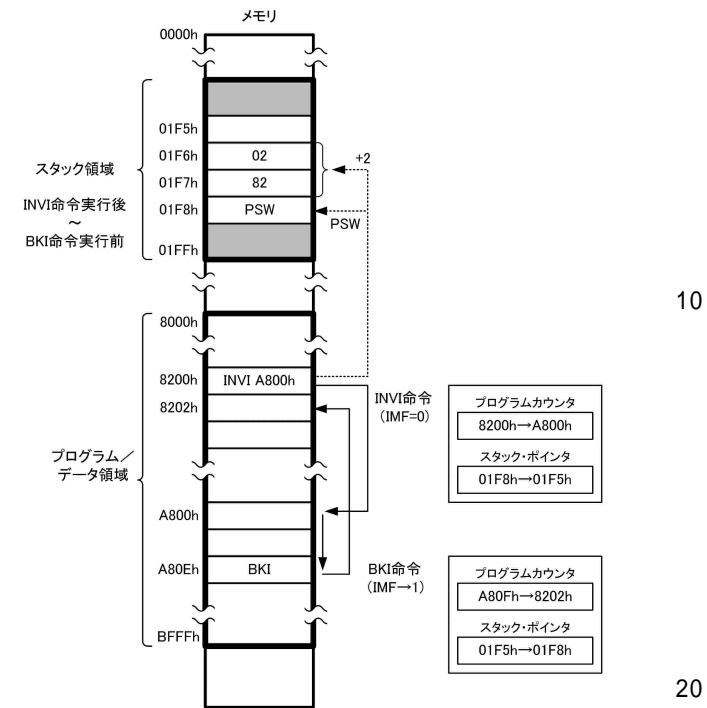 メモリ
0000h
01F5h
01F6h
02
+2
01F7h
82
01F8h
PSW
PSW
01FFh
スタック領域
INVI命令実行後
~
BKI命令実行前
10
8000h
8200h
INVI A800h
8202h
INVI命令
(IMF=0)
プログラムカウンタ
8200h→A800h
スタック・ポインタ
01F8h→01F5h
プログラム/
データ領域
A800h
A80Eh
BKI
BKI命令
(IMF→1)
プログラムカウンタ
A80Fh→8202h
スタック・ポインタ
01F5h→01F8h
BFFFh
20